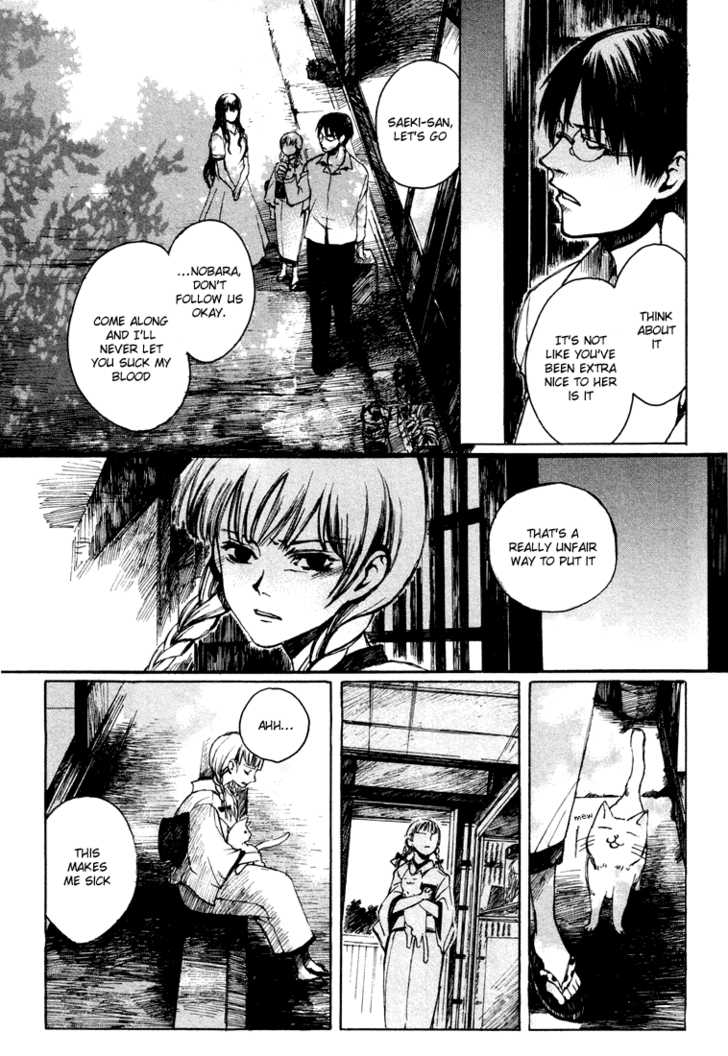 THINK
ABOUT
IT
IT'S NOT
LIKE YOU'VE
BEEN EXTRA
NICE TO HER
IS IT
SAEKI-SAN,
LET'S GO
...NOBARA,
DON'T
FOLLOW US
OKAY.
COME ALONG
AND I'LL
NEVER LET
YOU SUCK MY
BLOOD
THAT'S A
REALLY UNFAIR
WAY TO PUT IT
mew
AHH...
THIS
MAKES
ME SICK